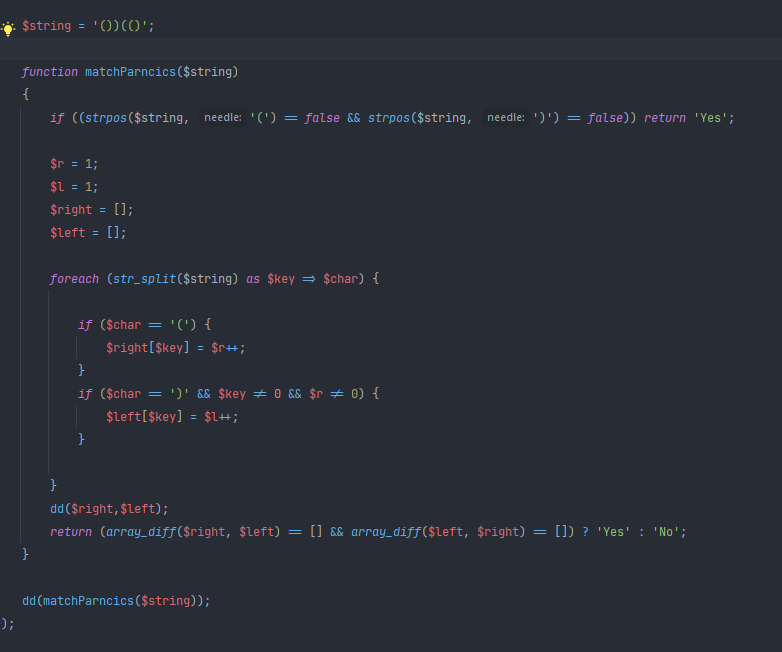 $string = '())(()';
function matchParncics($string)
{
if ((strpos($string, needle: '(') == false && strpos($string, needle: ')') == false)) return 'Yes';
$r = 1;
$l = 1;
$right = [];
$left = [];
foreach (str_split($string) as $key => $char) {
if ($char == '(') {
$right[$key] = $r++;
}
if ($char == ')' && $key != 0 && $r != 0) {
$left[$key] = $l++;
}
}
dd($right,$left);
return (array_diff($right, $left) == [] && array_diff($left, $right) == []) ? 'Yes' : 'No';
}
dd(matchParncics($string));
);